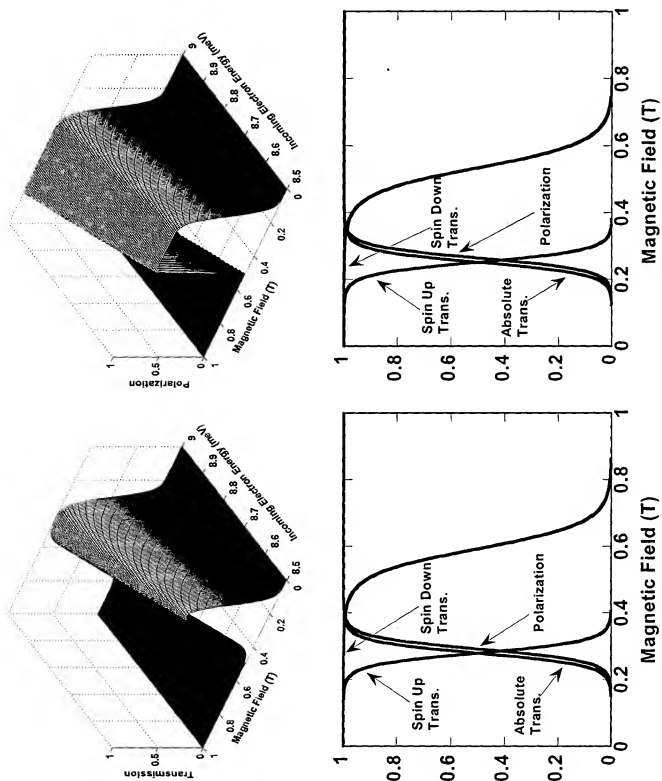 Transmission
1
0.5
0
1
0.8
0.6
0.4
0.2
0
Magnetic Field (T)
8.5
8.6
8.7
8.8
8.9
9
Incoming Electron Energy (meV)
Polarization
1
0.5
0
1
0.8
0.6
0.4
0.2
0
Magnetic Field (T)
8.5
8.6
8.7
8.8
8.9
9
Incoming Electron Energy (meV)
1
0.8
0.6
0.4
0.2
0
Spin Up
Trans.
Spin Down
Trans.
Absolute
Trans.
Polarization
0 0.2 0.4 0.6 0.8 1
Magnetic Field (T)
1
0.8
0.6
0.4
0.2
0
Spin Up
Trans.
Spin Down
Trans.
Absolute
Trans.
Polarization
0 0.2 0.4 0.6 0.8 1
Magnetic Field (T)